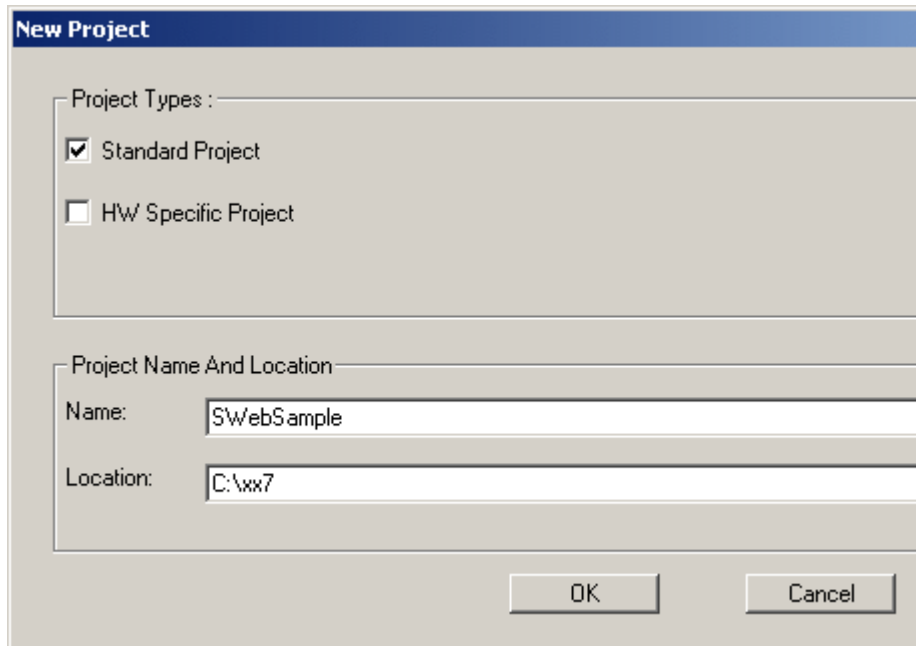 New Project
Project Types :
Standard Project
HW Specific Project
Project Name And Location
Name:
SWebSample
Location:
C:\xx7
OK
Cancel